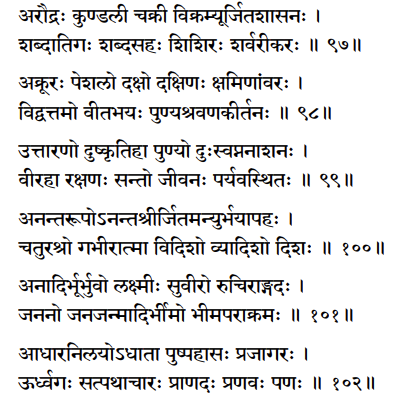 अरौद्रः कुण्डली चक्री विक्रम्यूर्जितशासनः ।
शब्दातिगः शब्दसहः शिशिरः शर्वरीकरः ॥ ९७॥
अक्रूरः पेशलो दक्षो दक्षिणः क्षमिणांवरः ।
विद्वत्तमो वीतभयः पुण्यश्रवणकीर्तनः ॥ ९८॥
उत्तारणो दुष्कृतिहा पुण्यो दुःस्वप्ननाशनः ।
वीरहा रक्षणः सन्तो जीवनः पर्यवस्थितः ॥ ९९॥
अनन्तरूपोऽनन्तश्रीर्जितमन्युर्भयापहः ।
चतुरश्रो गभीरात्मा विदिशो व्यादिशो दिशः ॥ १००॥
अनादिर्भूर्भुवो लक्ष्मीः सुवीरो रुचिराङ्गदः ।
जननो जनजन्मादिर्भीमो भीमपराक्रमः ॥ १०१॥
आधारनिलयोऽधाता पुष्पहासः प्रजागरः ।
ऊर्ध्वगः सत्पथाचारः प्राणदः प्रणवः पणः ॥ १०२॥